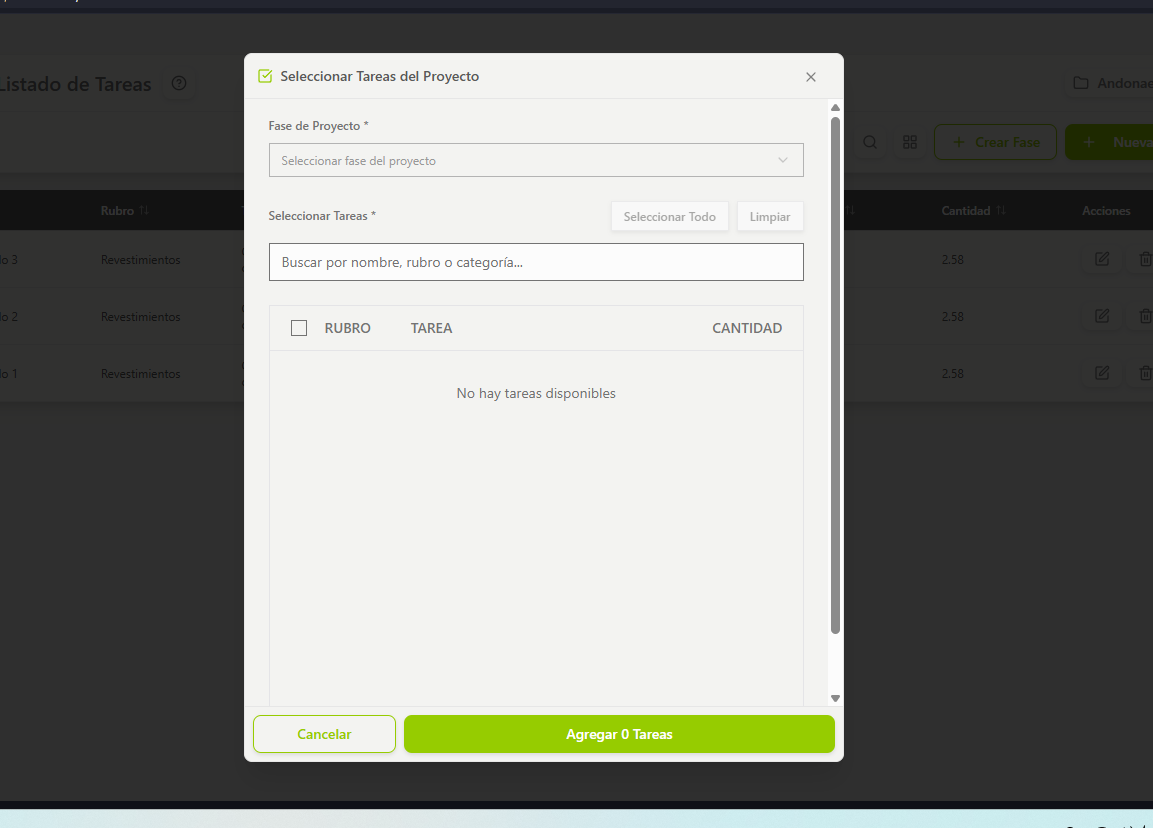 Seleccionar Tareas del Proyecto
Listado de Tareas
Andonae
Fase de Proyecto *
Seleccionar fase del proyecto
Crear Fase
Nueva
Seleccionar Tareas *
Seleccionar Todo
Limpiar
Rubro
Cantidad
Acciones
Buscar por nombre, rubro o categoría...
lo 3
Revestimientos
2.58
RUBRO
TAREA
CANTIDAD
lo 2
Revestimientos
2.58
lo 1
Revestimientos
2.58
No hay tareas disponibles
Cancelar
Agregar 0 Tareas